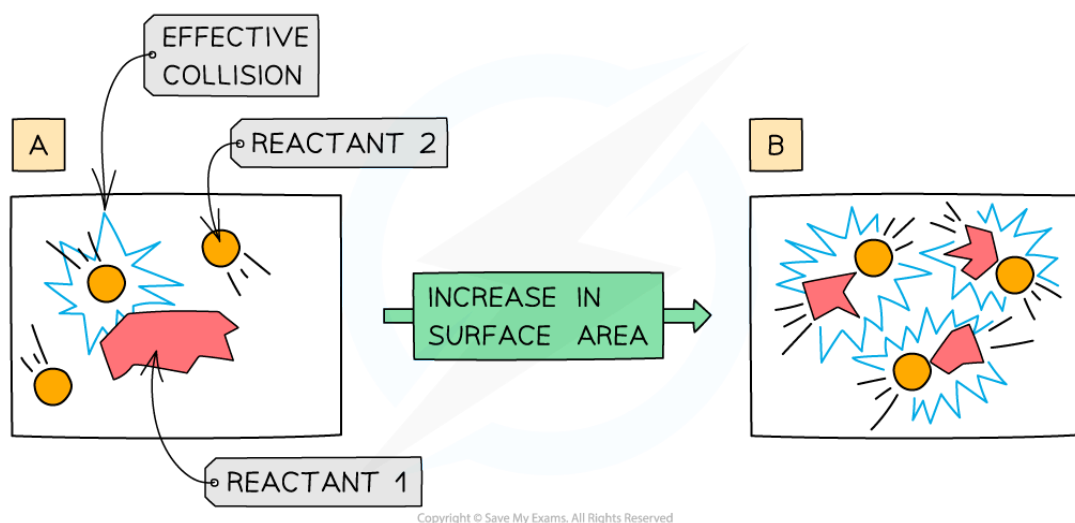 EFFECTIVE
COLLISION
A
REACTANT 2
B
INCREASE IN
SURFACE AREA
REACTANT 1
Copyright © Save My Exams. All Rights Reserved